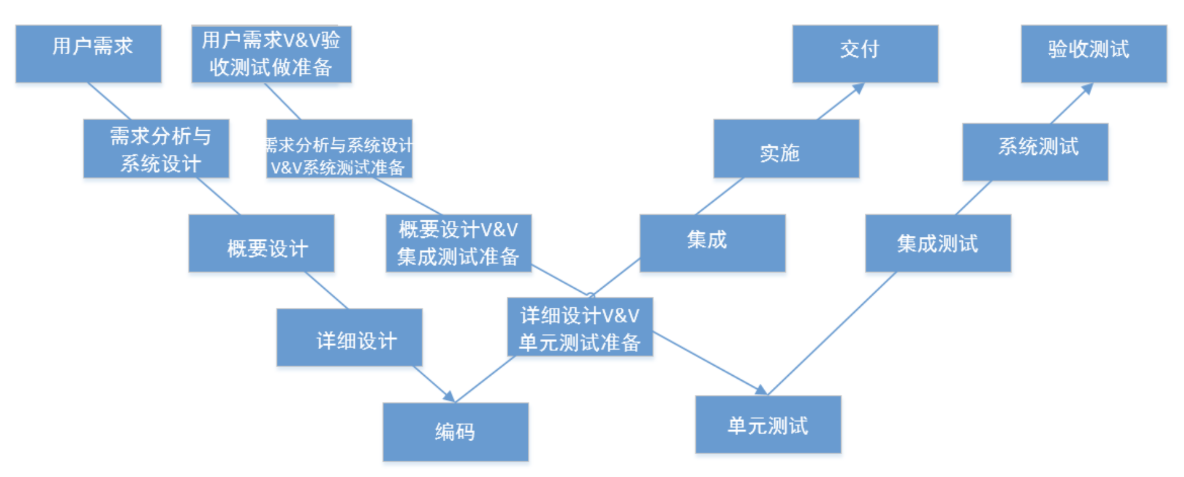 用户需求
用户需求V&V验
收测试做准备
交付
验收测试
需求分析与
系统设计
需求分析与系统设计
V&V系统测试准备
实施
系统测试
概要设计
概要设计V&V
集成测试准备
集成
集成测试
详细设计
详细设计V&V
单元测试准备
编码
单元测试